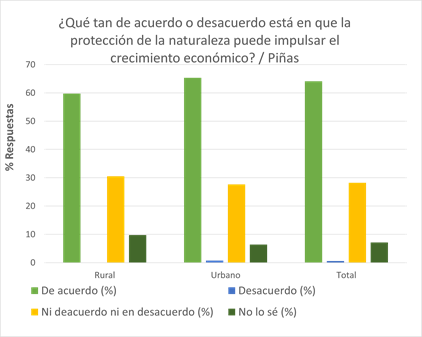 ¿Qué tan de acuerdo o desacuerdo está en que la
protección de la naturaleza puede impulsar el
crecimiento económico? / Piñas
% Respuestas
70
60
50
40
30
20
10
0
Rural Urbano Total
De acuerdo (%) Desacuerdo (%)
Ni deacuerdo ni en desacuerdo (%) No lo sé (%)